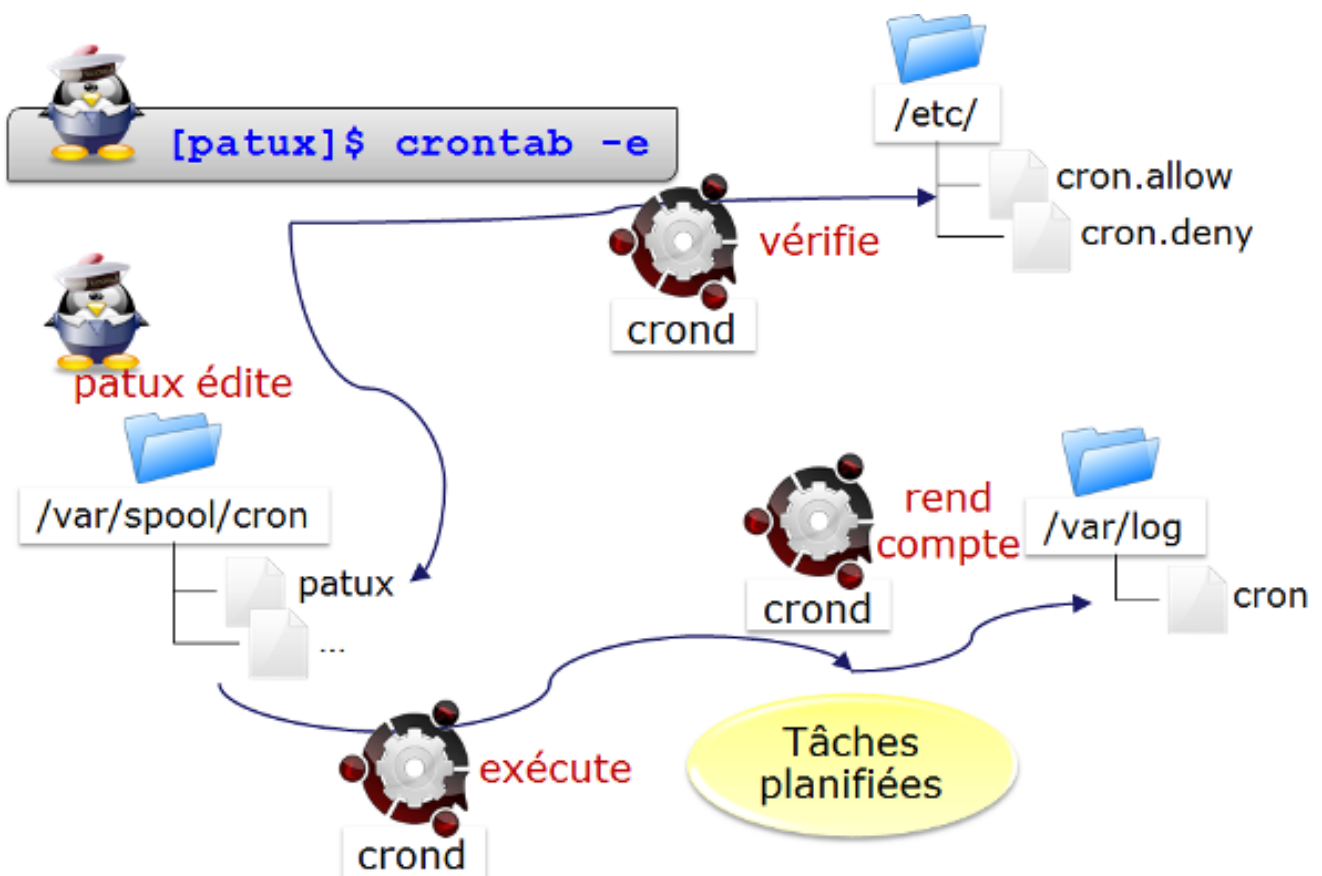 [patux]$ crontab -e
/etc/
cron.allow
cron.deny
vérifie
crond
patux édite
/var/spool/cron
patux
...
rend
compte
crond
/var/log
cron
exécute
crond
Tâches
planifiées